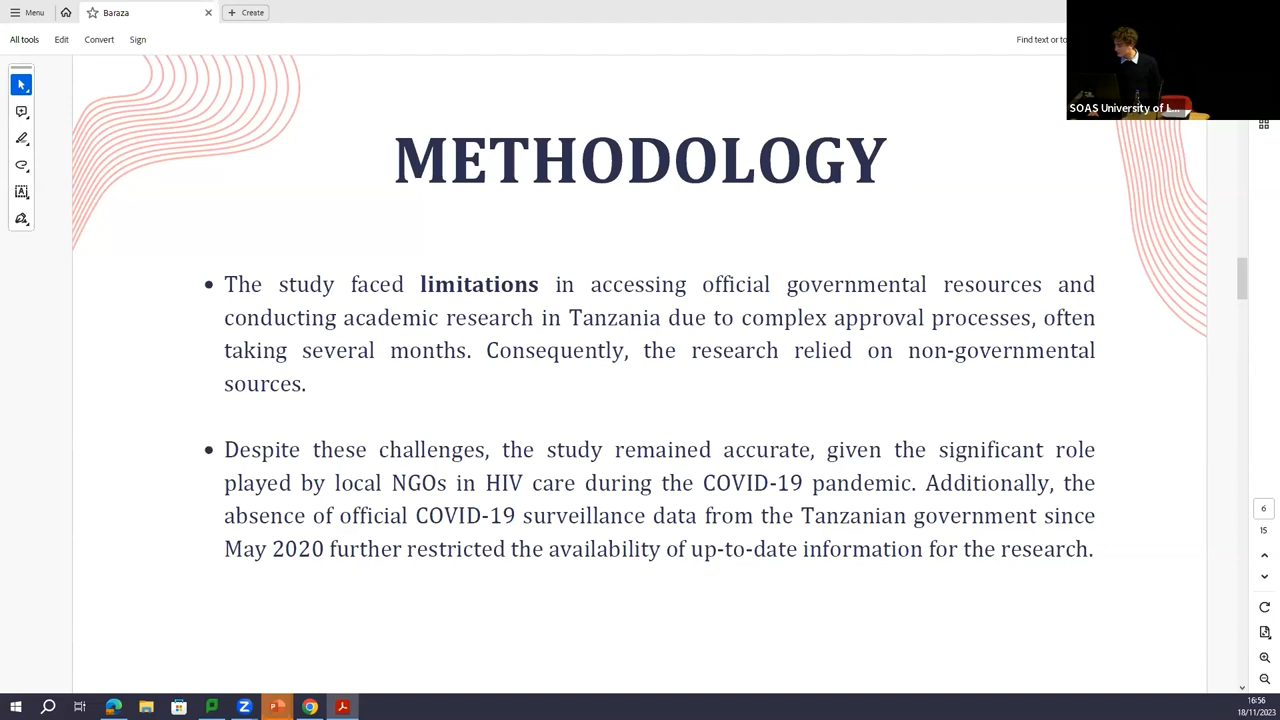 Menu
Baraza
Create
All tools
Edit
Convert
Sign
Find text or to
SOAS University of L...
METHODOLOGY
• The study faced limitations in accessing official governmental resources and
conducting academic research in Tanzania due to complex approval processes, often
taking several months. Consequently, the research relied on non-governmental
sources.
• Despite these challenges, the study remained accurate, given the significant role
played by local NGOs in HIV care during the COVID-19 pandemic. Additionally, the
absence of official COVID-19 surveillance data from the Tanzanian government since
May 2020 further restricted the availability of up-to-date information for the research.
6
15
16:56
18/11/2023